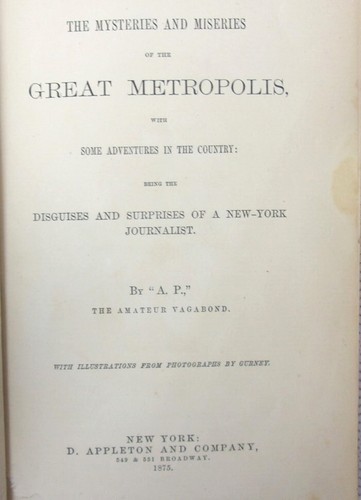 THE MYSTERIES AND MISERIES
OF THE
GREAT METROPOLIS,
WITH
SOME ADVENTURES IN THE COUNTRY:
BEING THE
DISGUISES AND SURPRISES OF A NEW-YORK
JOURNALIST.
BY "A. P.,"
THE AMATEUR VAGABOND.
WITH ILLUSTRATIONS FROM PHOTOGRAPHS BY GURNEY.
NEW YORK:
D. APPLETON AND COMPANY,
549 & 551 BROADWAY.
1875.